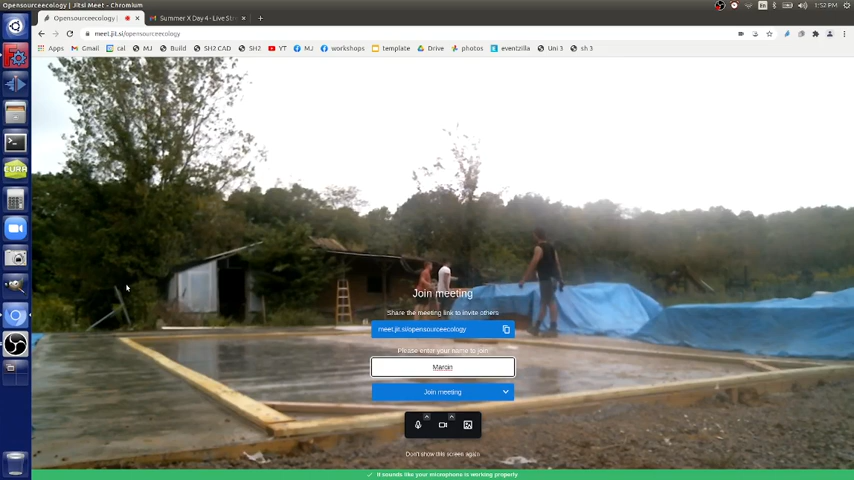 Opensourceecology | Jitsi Meet - Chromium
En
1:52 PM
Opensourceecology |
Summer X Day 4 - Live St
meet.jit.si/opensourceecology
Apps
Gmail
cal
MJ
Build
SH2 CAD
SH2
YT
MJ
workshops
template
Drive
photos
eventzilla
Uni 3
sh 3
CURA
Join meeting
Share the meeting link to invite others
meet.jit.si/opensourceecology
Please enter your name to join
Marcin
Join meeting
Don't show this screen again
It sounds like your microphone is working properly